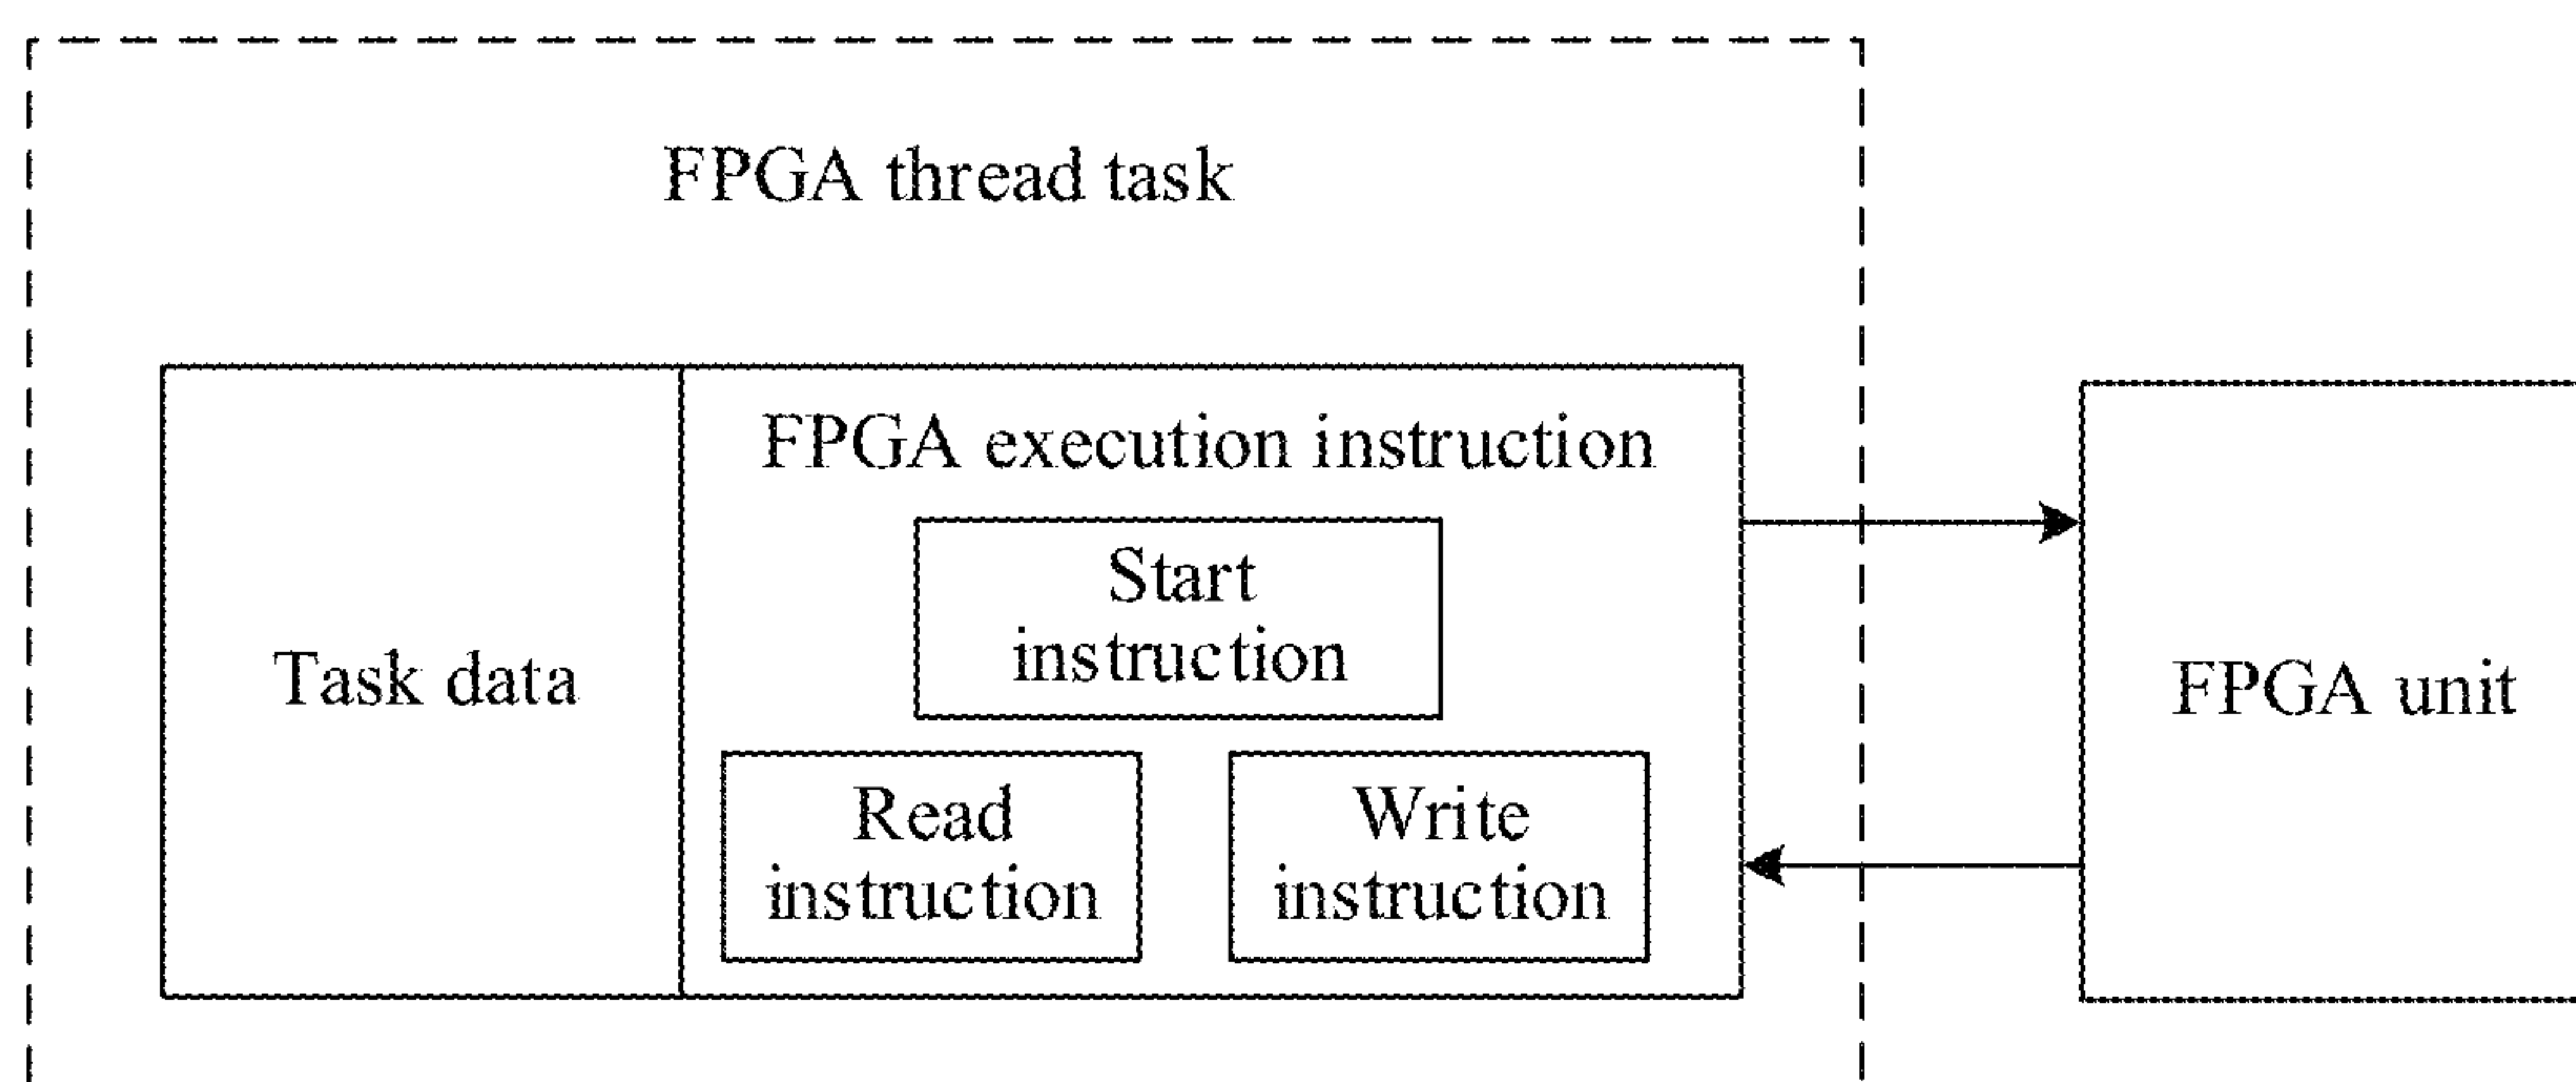 FPGA thread task
FPGA execution instruction
Start
instruction
Task data
FPGA unit
Read
instruction
Write
instruction